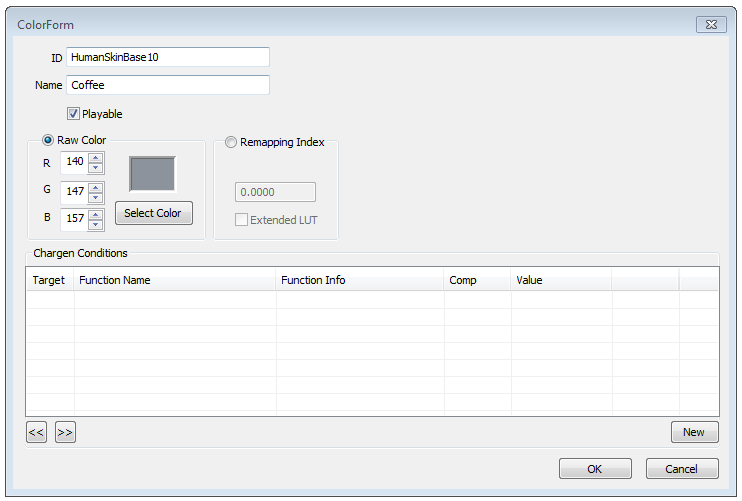 ColorForm
ID HumanSkinBase10
Name Coffee
Playable
Raw Color
Remapping Index
R 140
G 147
B 157
Select Color
0.0000
Extended LUT
Chargen Conditions
Target Function Name Function Info Comp Value
<< >> New
OK Cancel